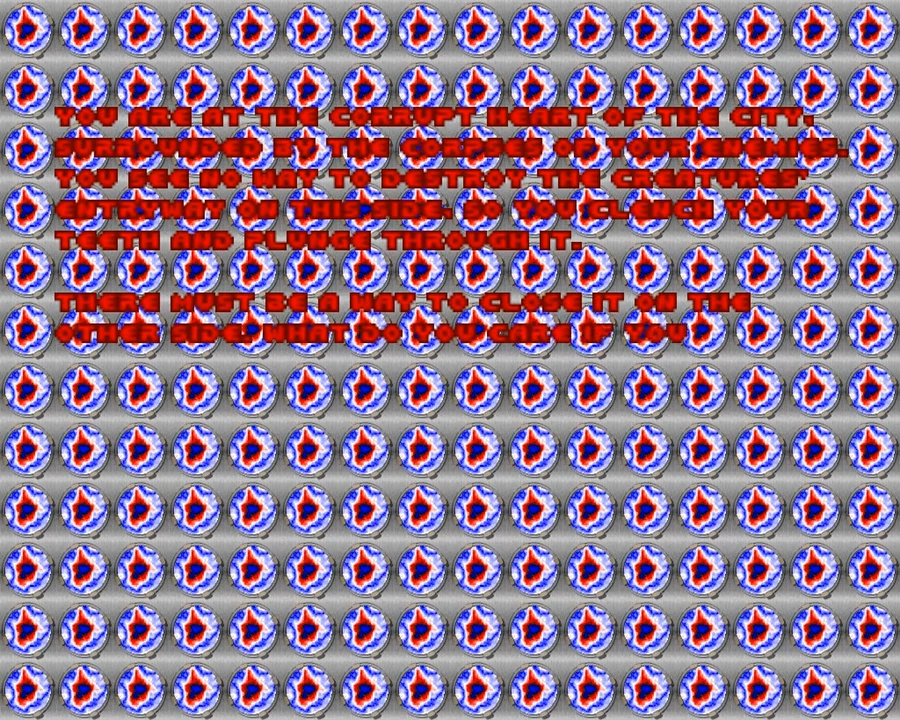 YOU ARE AT THE CORRUPT HEART OF THE CITY,
SURROUNDED BY THE CORPSES OF YOUR ENEMIES.
YOU SEE NO WAY TO DESTROY THE CREATURES'
ENTRYWAY ON THIS SIDE, SO YOU CLENCH YOUR
TEETH AND PLUNGE THROUGH IT.
THERE MUST BE A WAY TO CLOSE IT ON THE
OTHER SIDE. WHAT DO YOU CARE IF YOU